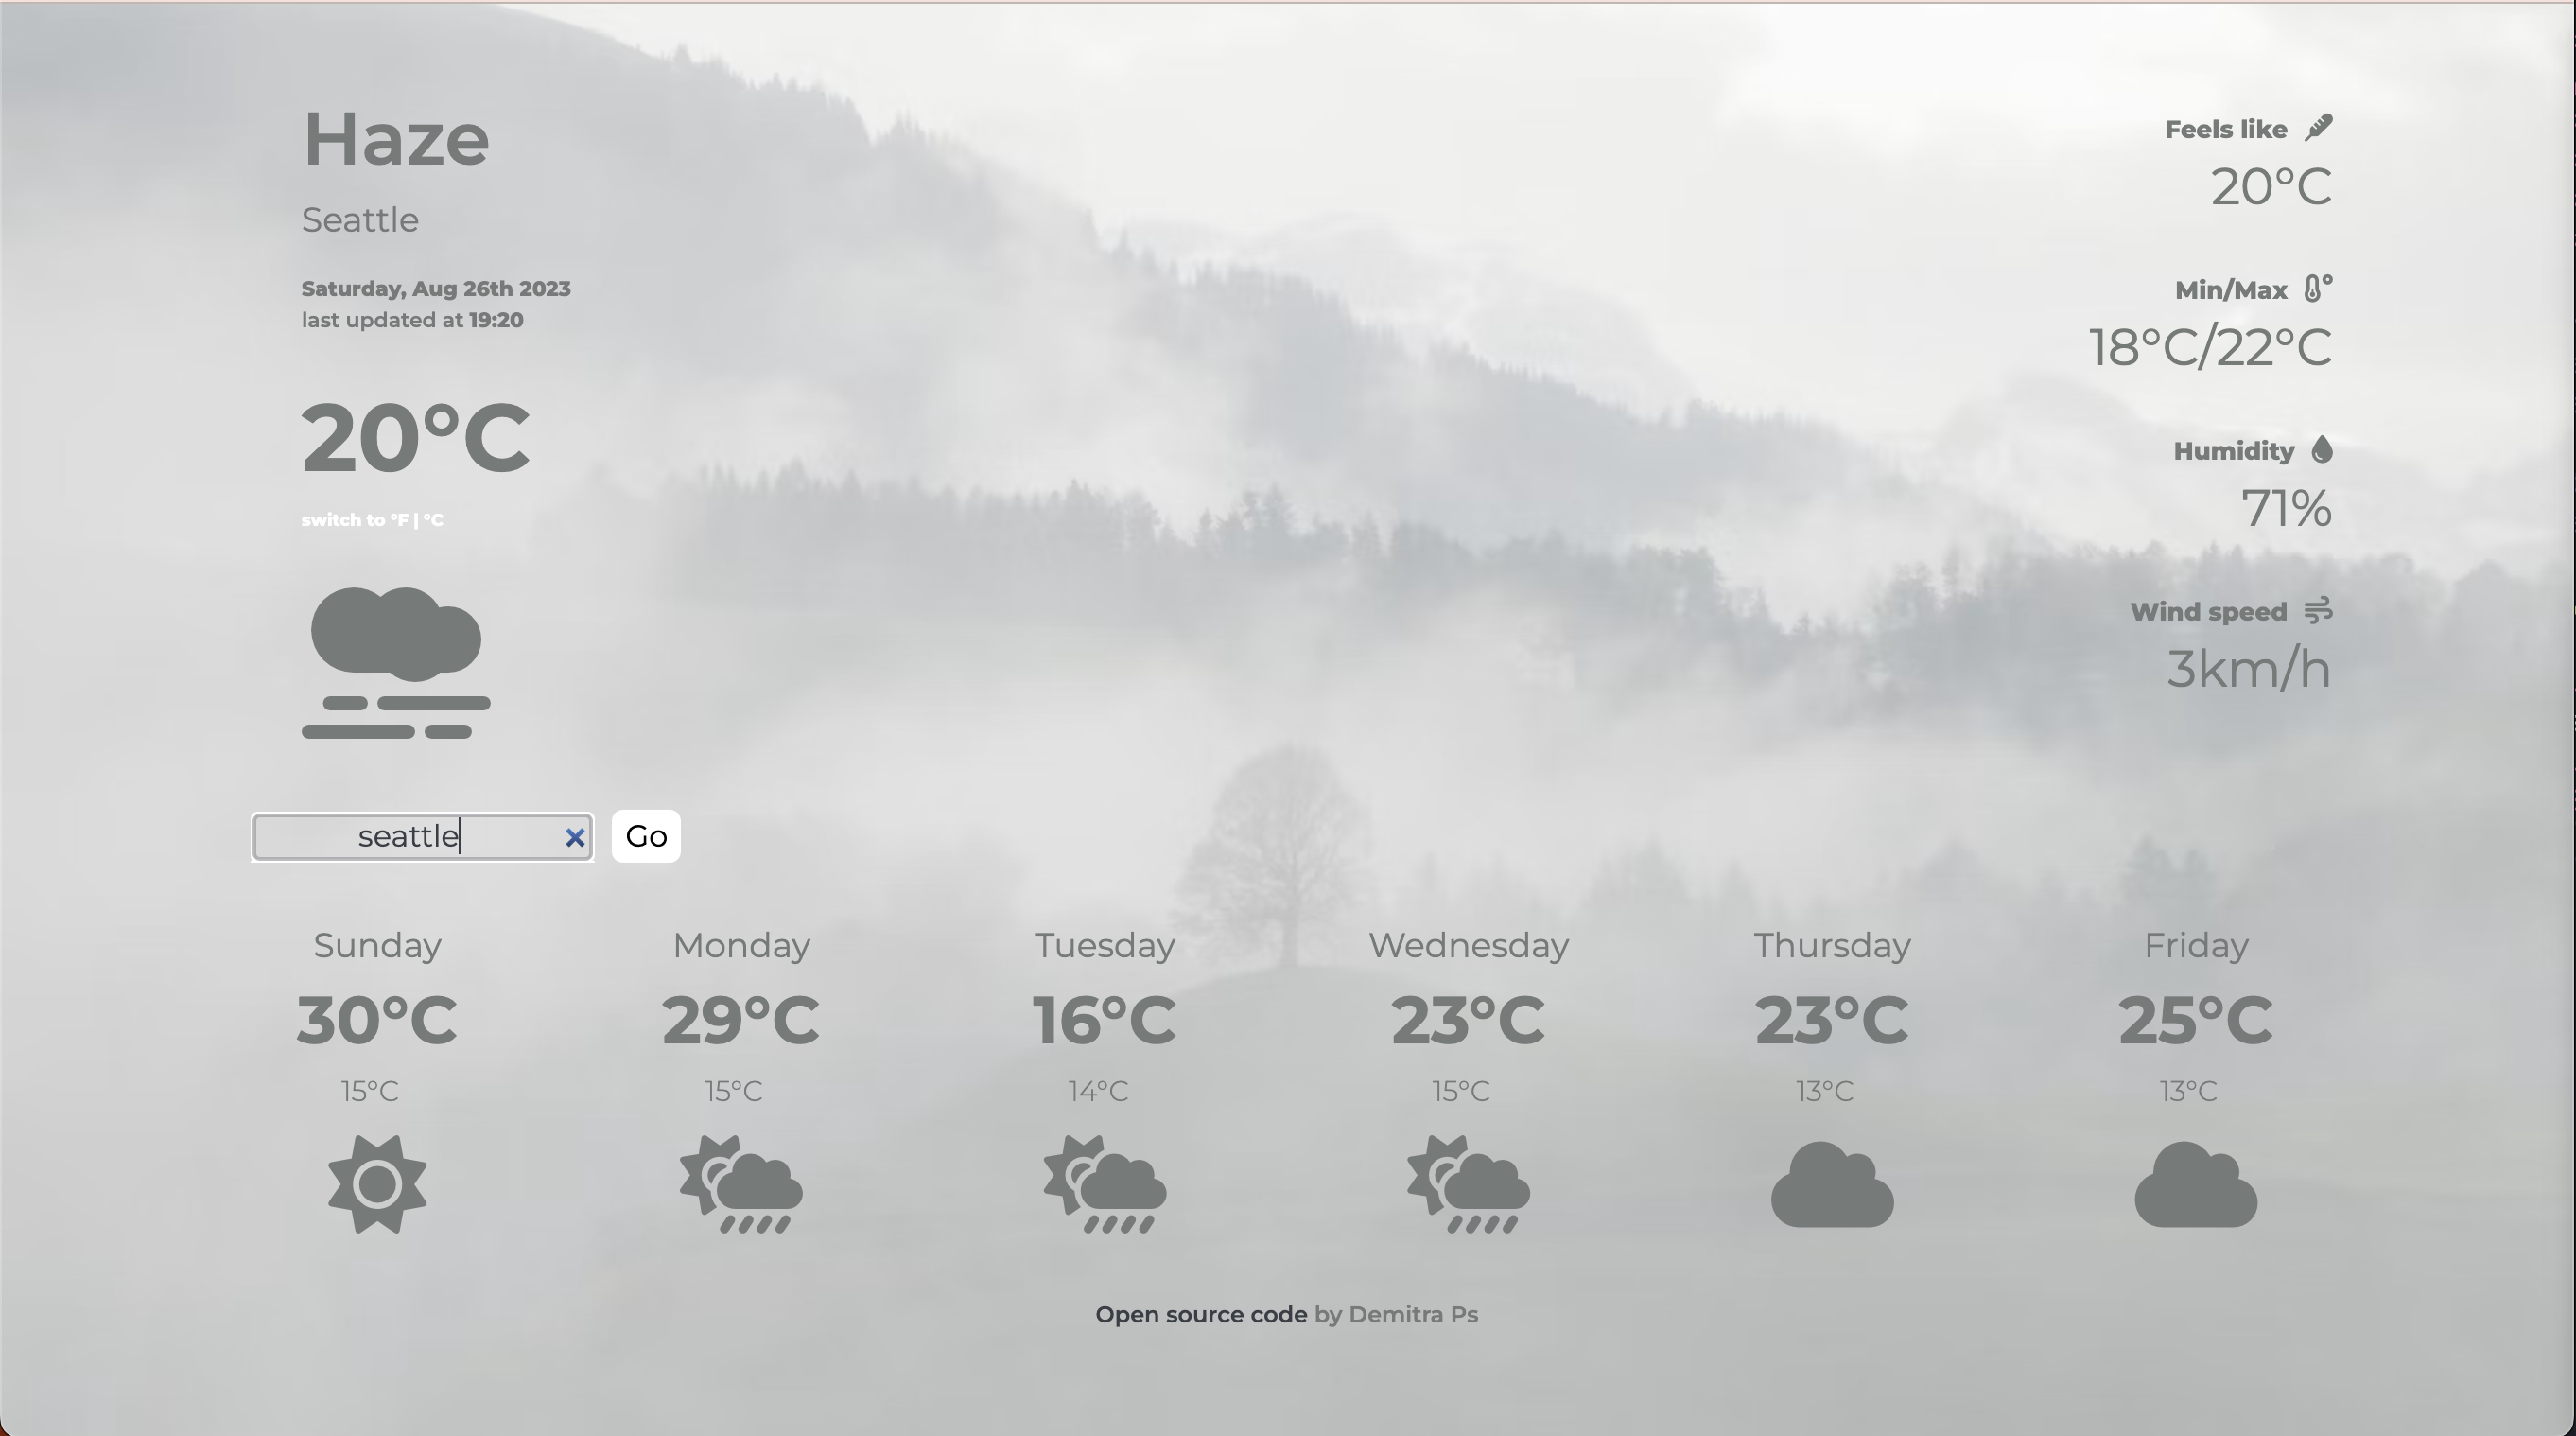 Haze
Seattle
Saturday, Aug 26th 2023
last updated at 19:20
20°C
switch to °F | °C
Feels like
20°C
Min/Max
18°C/22°C
Humidity
71%
Wind speed
3km/h
seattle
Go
Sunday
30°C
15°C
Monday
29°C
15°C
Tuesday
16°C
14°C
Wednesday
23°C
15°C
Thursday
23°C
13°C
Friday
25°C
13°C
Open source code by Demitra Ps